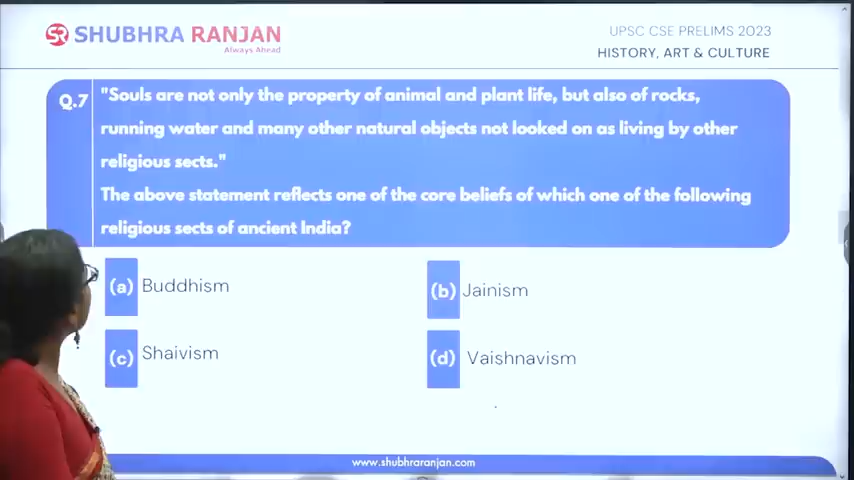 SR SHUBHRA RANJAN
Always Ahead
UPSC CSE PRELIMS 2023
HISTORY, ART & CULTURE
Q.7
"Souls are not only the property of animal and plant life, but also of rocks,
running water and many other natural objects not looked on as living by other
religious sects."
The above statement reflects one of the core beliefs of which one of the following
religious sects of ancient India?
(a) Buddhism
(b) Jainism
(c) Shaivism
(d) Vaishnavism
www.shubhraranjan.com